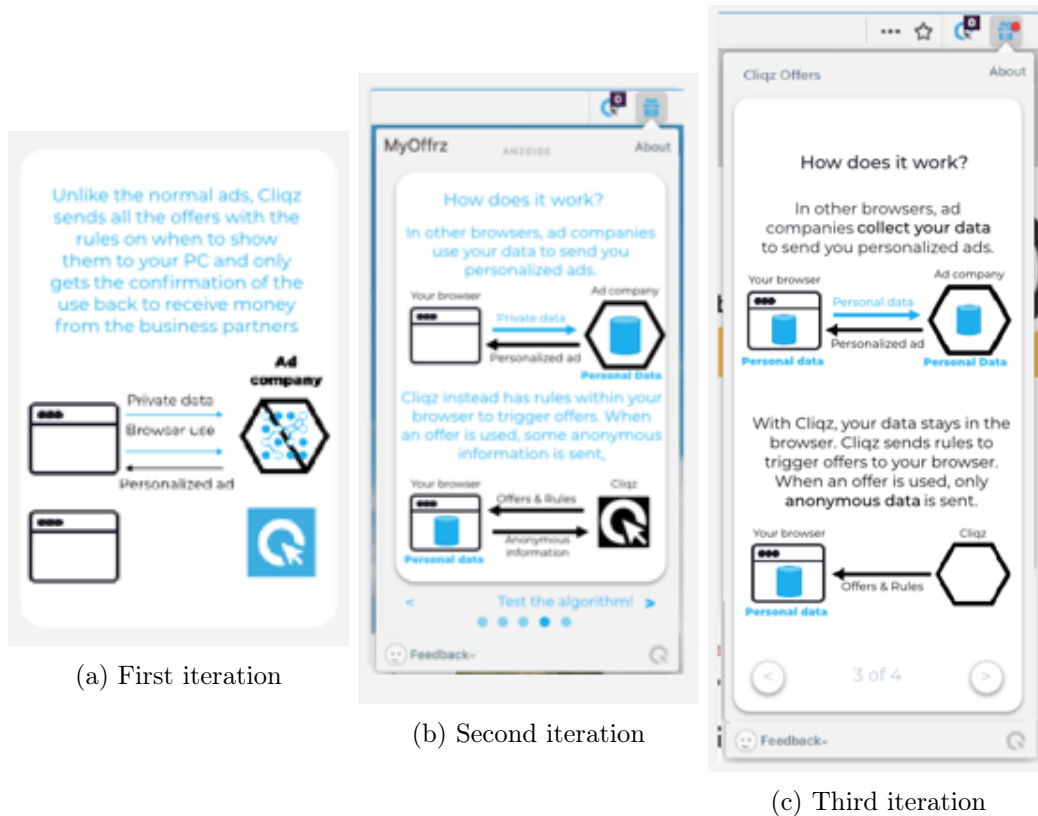 Unlike the normal ads, Cliqz
sends all the offers with the
rules on when to show
them to your PC and only
gets the confirmation of the
use back to receive money
from the business partners
Ad
company
Private data
Browser use
Personalized ad
(a) First iteration
0
MyOffrz
ANZEIGE
About
How does it work?
In other browsers, ad companies
use your data to send you
personalized ads.
Your browser
Ad company
Private data
Personalized ad
Personal Data
Cliqz instead has rules within your
browser to trigger offers. When
an offer is used, some anonymous
information is sent,
Your browser
Cliqz
Offers & Rules
Anonymous
information
Personal data
<
Test the algorithm! >
Feedback
(b) Second iteration
0
Cliqz Offers
About
How does it work?
In other browsers, ad
companies collect your data
to send you personalized ads.
Your browser
Ad company
Personal data
Personalized ad
Personal data
Personal Data
With Cliqz, your data stays in the
browser. Cliqz sends rules to
trigger offers to your browser.
When an offer is used, only
anonymous data is sent.
Your browser
Cliqz
Offers & Rules
Personal data
<
3 of 4
>
Feedback
(c) Third iteration